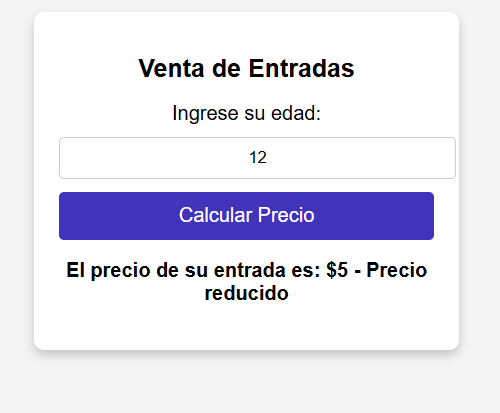 Venta de Entradas
Ingrese su edad:
12
Calcular Precio
El precio de su entrada es: $5 - Precio
reducido